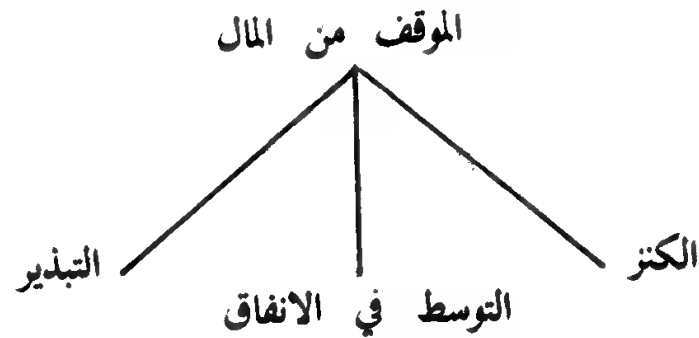 الموقف من المال
الكنز
التوسط في الانفاق
التبذير